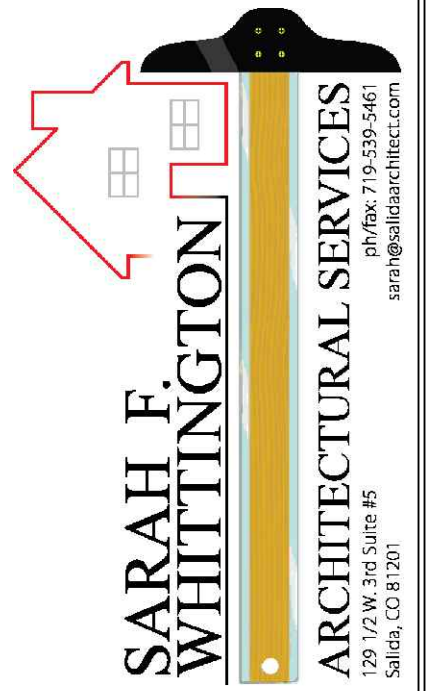 SARAH F.
WHITTINGTON
ARCHITECTURAL SERVICES
129 1/2 W. 3rd Suite #5
Salida, CO 81201
ph/fax: 719-539-5461
sarah@salidaarchitect.com